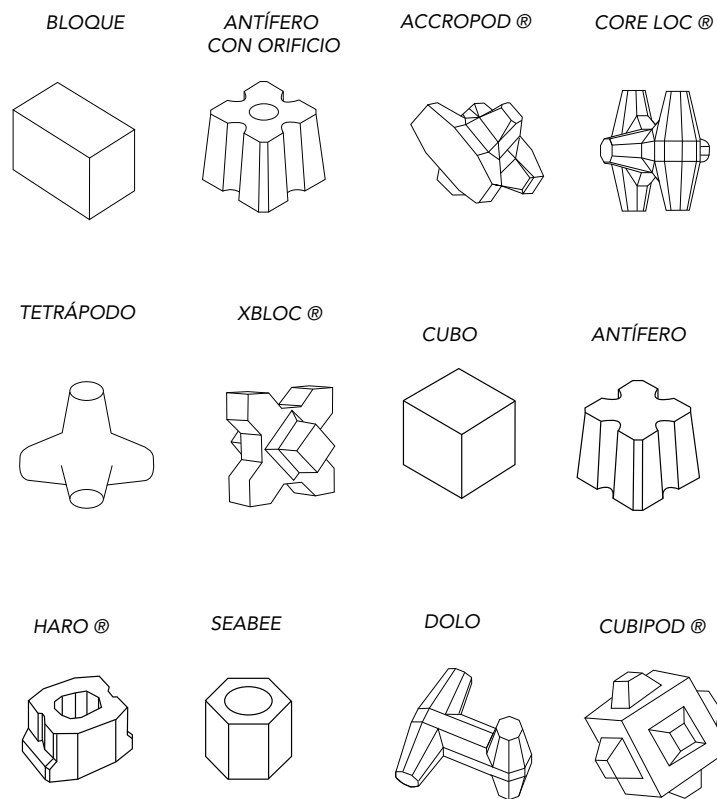 BLOQUE
ANTÍFERO
CON ORIFICIO
ACCROPOD ®
CORE LOC ®
TETRÁPODO
XBLOC ®
CUBO
ANTÍFERO
HARO ®
SEABEE
DOLO
CUBIPOD ®